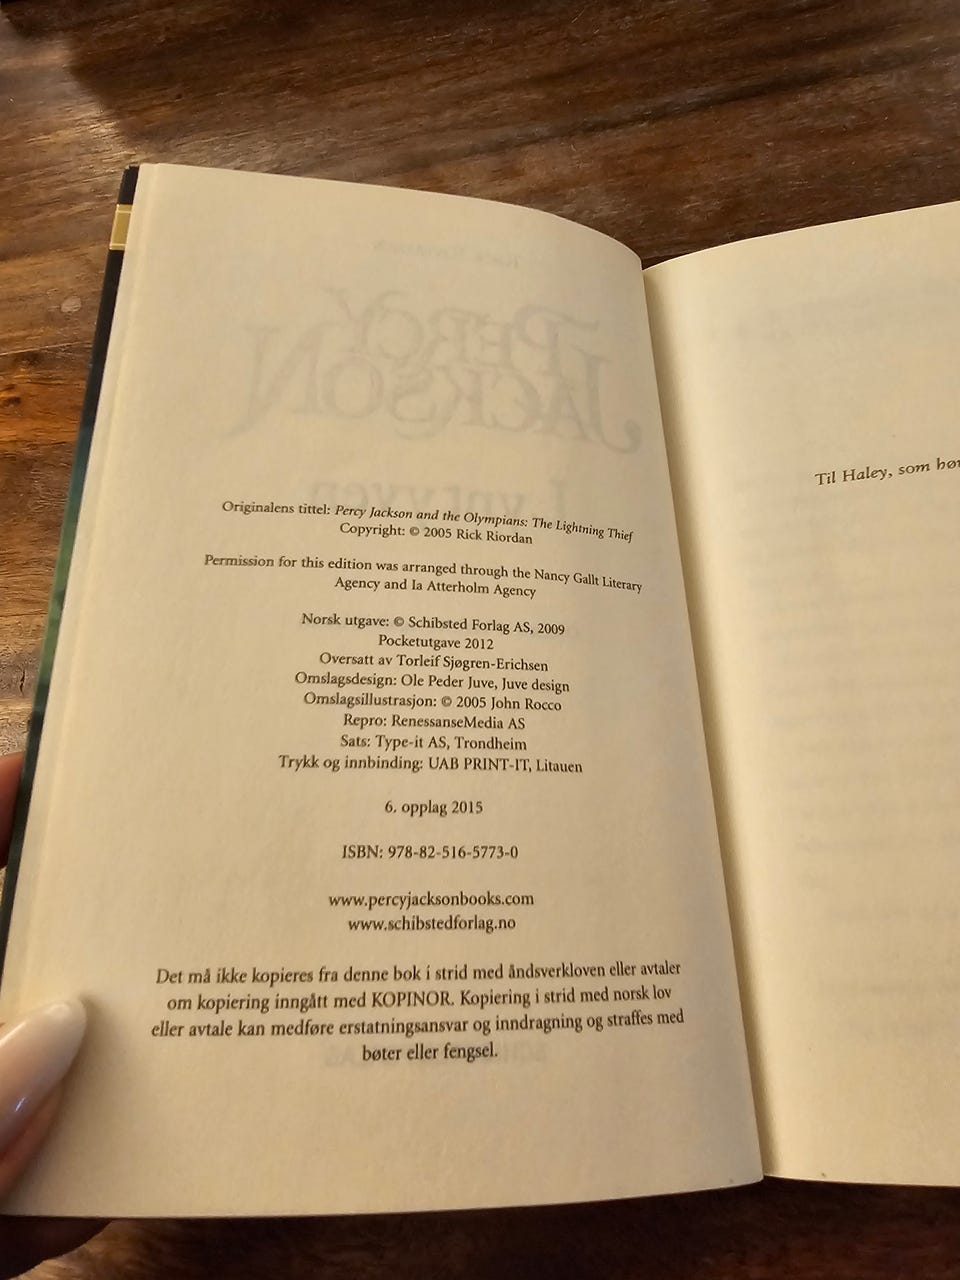 Originalens tittel: Percy Jackson and the Olympians: The Lightning Thief
Copyright: © 2005 Rick Riordan
Permission for this edition was arranged through the Nancy Gallt Literary
Agency and Ia Atterholm Agency
Norsk utgave: © Schibsted Forlag AS, 2009
Pocketutgave 2012
Oversatt av Torleif Sjøgren-Erichsen
Omslagsdesign: Ole Peder Juve, Juve design
Omslagsillustrasjon: © 2005 John Rocco
Repro: RenessanseMedia AS
Sats: Type-it AS, Trondheim
Trykk og innbinding: UAB PRINT-IT, Litauen
6. opplag 2015
ISBN: 978-82-516-5773-0
www.percyjacksonbooks.com
www.schibstedforlag.no
Det må ikke kopieres fra denne bok i strid med åndsverkloven eller avtaler
om kopiering inngått med KOPINOR. Kopiering i strid med norsk lov
eller avtale kan medføre erstatningsansvar og inndragning og straffes med
bøter eller fengsel.
PERCY
JACKSON
Til Haley, som